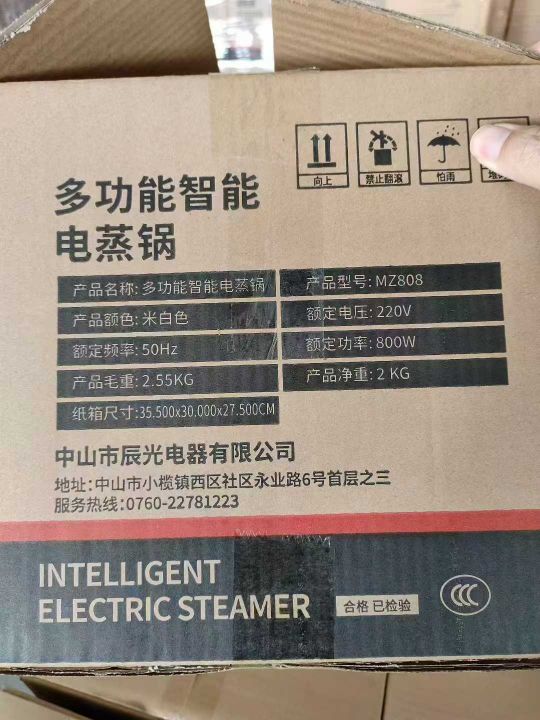 向上
禁止翻滚
怕雨
多功能智能
电蒸锅
产品名称: 多功能智能电蒸锅
产品型号: MZ808
产品颜色: 米白色
额定电压: 220V
额定频率: 50Hz
额定功率: 800W
产品毛重: 2.55KG
产品净重: 2 KG
纸箱尺寸:35.500x30.000x27.500CM
中山市辰光电器有限公司
地址: 中山市小榄镇西区社区永业路6号首层之三
服务热线:0760-22781223
INTELLIGENT
ELECTRIC STEAMER
合格 已检验
CCC